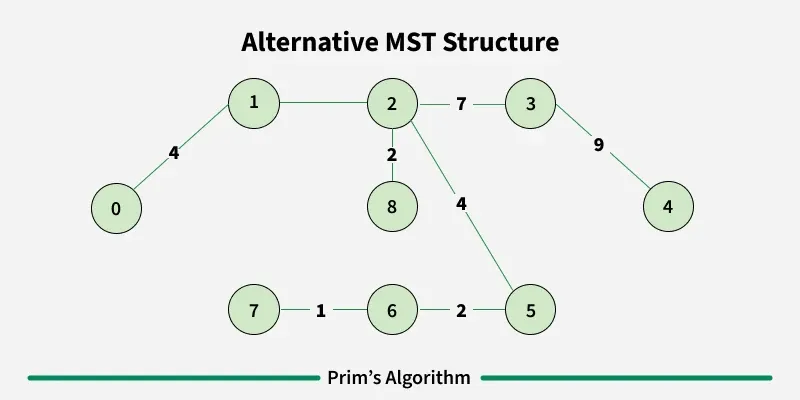 Alternative MST Structure
1 2 7 3
4 2 9
0 8 4 4
7 1 6 2 5
Prim's Algorithm